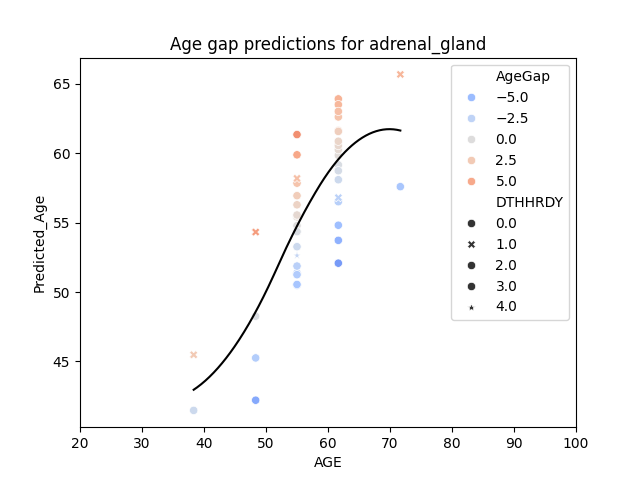 Age gap predictions for adrenal_gland
Predicted_Age
65
60
55
50
45
20 30 40 50 60 70 80 90 100
AGE
AgeGap
−5.0
−2.5
0.0
2.5
5.0
DTHHRDY
0.0
1.0
2.0
3.0
4.0